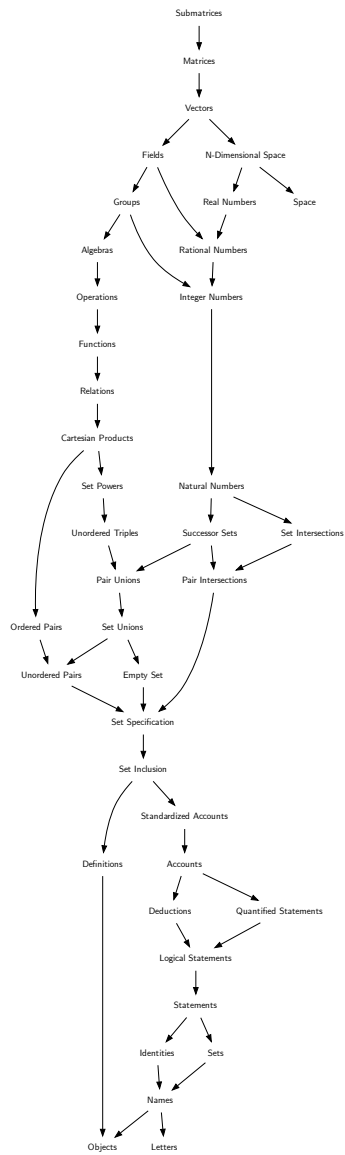 Submatrices
Matrices
Vectors
Fields
N-Dimensional Space
Groups
Real Numbers
Space
Algebras
Rational Numbers
Operations
Integer Numbers
Functions
Relations
Cartesian Products
Set Powers
Natural Numbers
Unordered Triples
Successor Sets
Set Intersections
Pair Unions
Pair Intersections
Ordered Pairs
Set Unions
Unordered Pairs
Empty Set
Set Specification
Set Inclusion
Standardized Accounts
Definitions
Accounts
Deductions
Quantified Statements
Logical Statements
Statements
Identities
Sets
Names
Objects
Letters